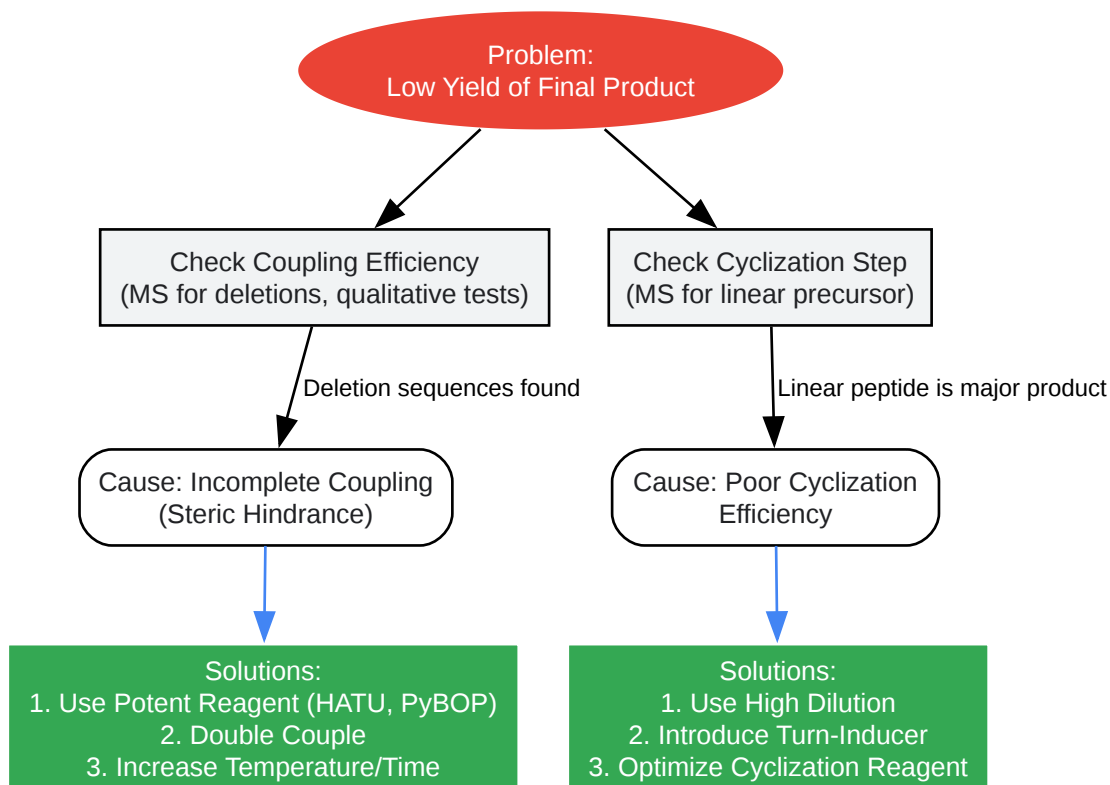 Problem:
Low Yield of Final Product
Check Coupling Efficiency
(MS for deletions, qualitative tests)
Check Cyclization Step
(MS for linear precursor)
Deletion sequences found
Linear peptide is major product
Cause: Incomplete Coupling
(Steric Hindrance)
Cause: Poor Cyclization
Efficiency
Solutions:
1. Use Potent Reagent (HATU, PyBOP)
2. Double Couple
3. Increase Temperature/Time
Solutions:
1. Use High Dilution
2. Introduce Turn-Inducer
3. Optimize Cyclization Reagent